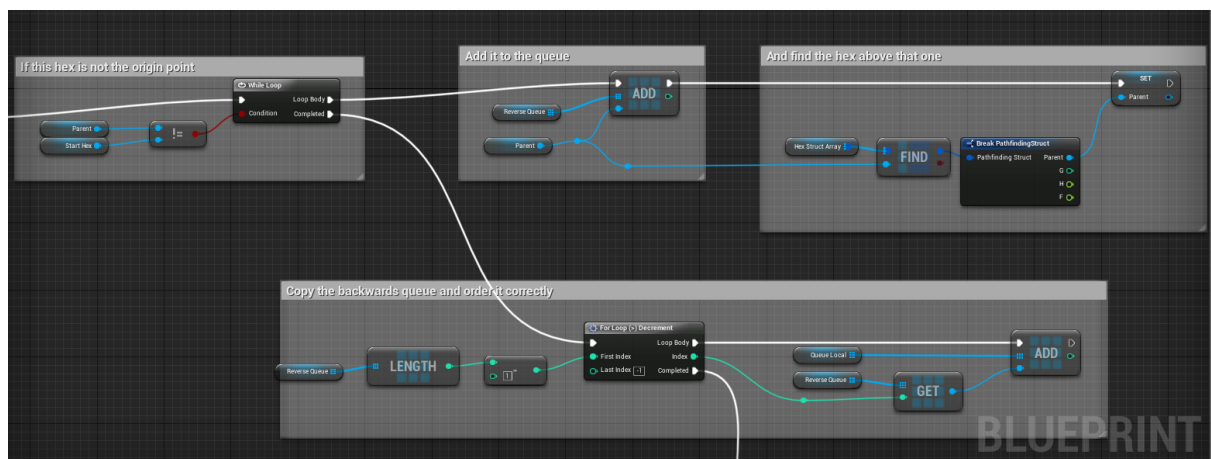 If this hex is not the origin point
While Loop
Loop Body
Condition
Completed
Parent
Start Hex
!=
Add it to the queue
ADD
Reverse Queue
Parent
And find the hex above that one
SET
Parent
Hex Struct Array
FIND
Break PathfindingStruct
Pathfinding Struct
Parent
G
H
F
Copy the backwards queue and order it correctly
Reverse Queue
LENGTH
1
For Loop (>) Decrement
Loop Body
First Index
Index
Last Index -1
Completed
Queue Local
Reverse Queue
GET
ADD
BLUEPRINT